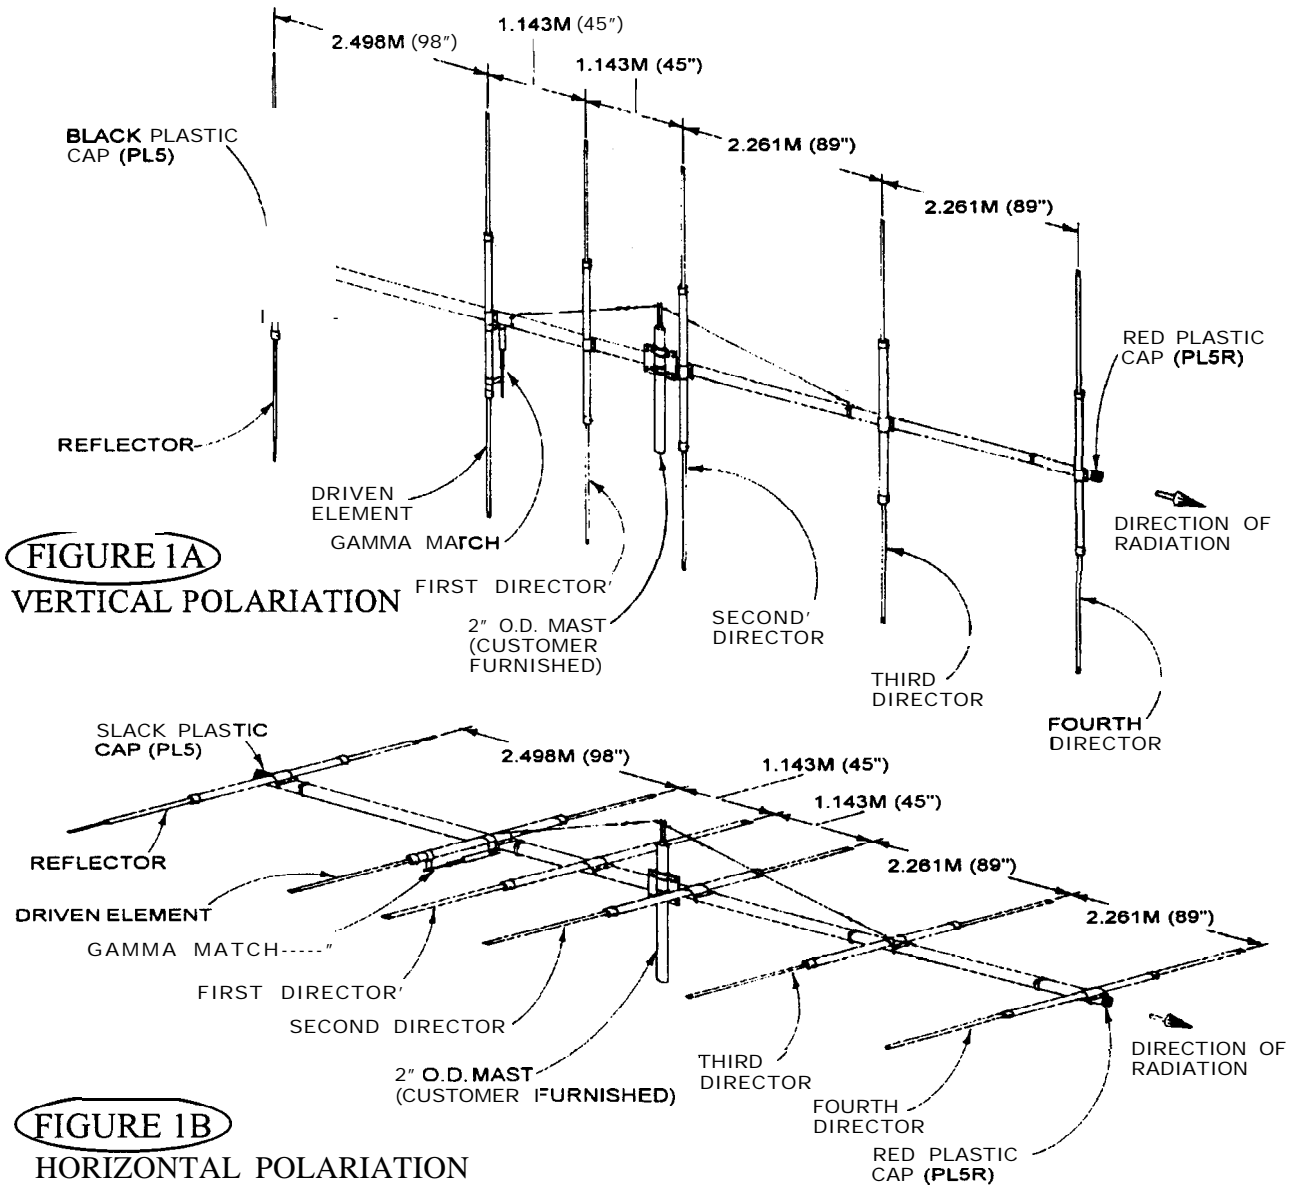 1.143M (45")
2.498M (98")
1.143M (45")
BLACK PLASTIC
CAP (PL5)
2.261M (89")
2.261M (89")
RED PLASTIC
CAP (PL5R)
REFLECTOR
DRIVEN
ELEMENT
GAMMA MATCH
DIRECTION OF
RADIATION
FIGURE 1A
VERTICAL POLARIATION
FIRST DIRECTOR'
2" O.D. MAST
(CUSTOMER
FURNISHED)
SECOND'
DIRECTOR
THIRD
DIRECTOR
FOURTH
DIRECTOR
SLACK PLASTIC
CAP (PL5)
2.498M (98")
1.143M (45")
1.143M (45")
REFLECTOR
2.261M (89")
DRIVEN ELEMENT
2.261M (89")
GAMMA MATCH-----"
FIRST DIRECTOR'
SECOND DIRECTOR
2" O.D. MAST
(CUSTOMER FURNISHED)
THIRD
DIRECTOR
DIRECTION OF
RADIATION
FOURTH
DIRECTOR
RED PLASTIC
CAP (PL5R)
FIGURE 1B
HORIZONTAL POLARIATION